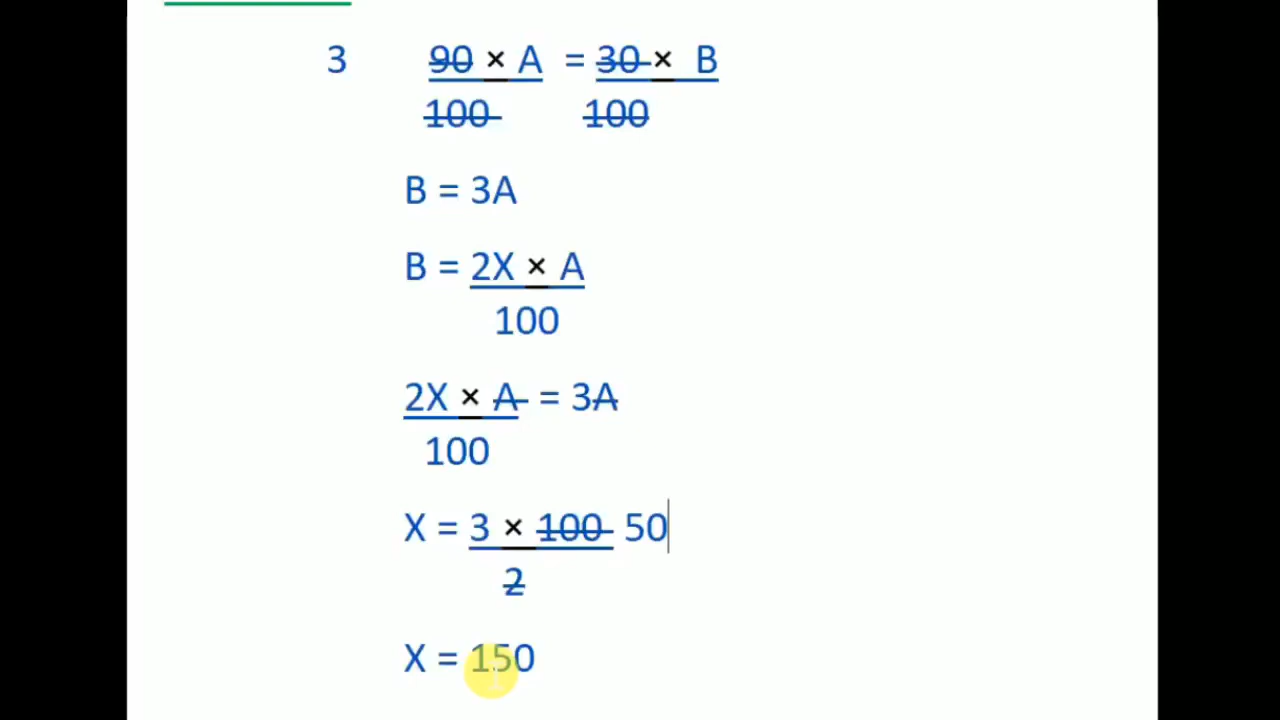 3 90 × A = 30 × B
100 100
B = 3A
B = 2X × A
100
2X × A = 3A
100
X = 3 × 100 50
2
X = 150